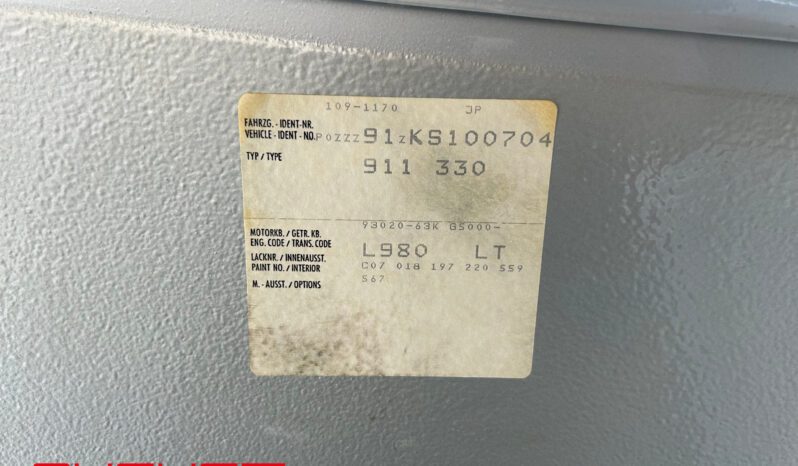 109-1170 JP
FAHRZG. - IDENT-NR.
VEHICLE - IDENT - NO. POZZZ 91ZKS100704
TYP / TYPE 911 330
93020-63K G5000-
MOTORKB. / GETR. KB.
ENG. CODE / TRANS. CODE L980 LT
LACKNR. / INNENAUSST.
PAINT NO. / INTERIOR C07 018 197 220 559
M. - AUSST. / OPTIONS 567